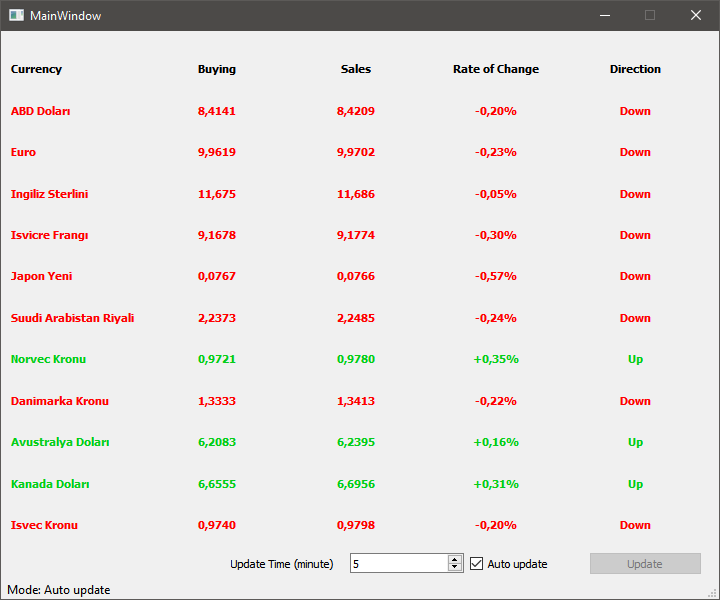 MainWindow
Currency Buying Sales Rate of Change Direction
ABD Doları 8,4141 8,4209 -0,20% Down
Euro 9,9619 9,9702 -0,23% Down
Ingiliz Sterlini 11,675 11,686 -0,05% Down
Isvicre Frangı 9,1678 9,1774 -0,30% Down
Japon Yeni 0,0767 0,0766 -0,57% Down
Suudi Arabistan Riyali 2,2373 2,2485 -0,24% Down
Norvec Kronu 0,9721 0,9780 +0,35% Up
Danimarka Kronu 1,3333 1,3413 -0,22% Down
Avustralya Doları 6,2083 6,2395 +0,16% Up
Kanada Doları 6,6555 6,6956 +0,31% Up
Isvec Kronu 0,9740 0,9798 -0,20% Down
Update Time (minute) 5 Auto update Update
Mode: Auto update